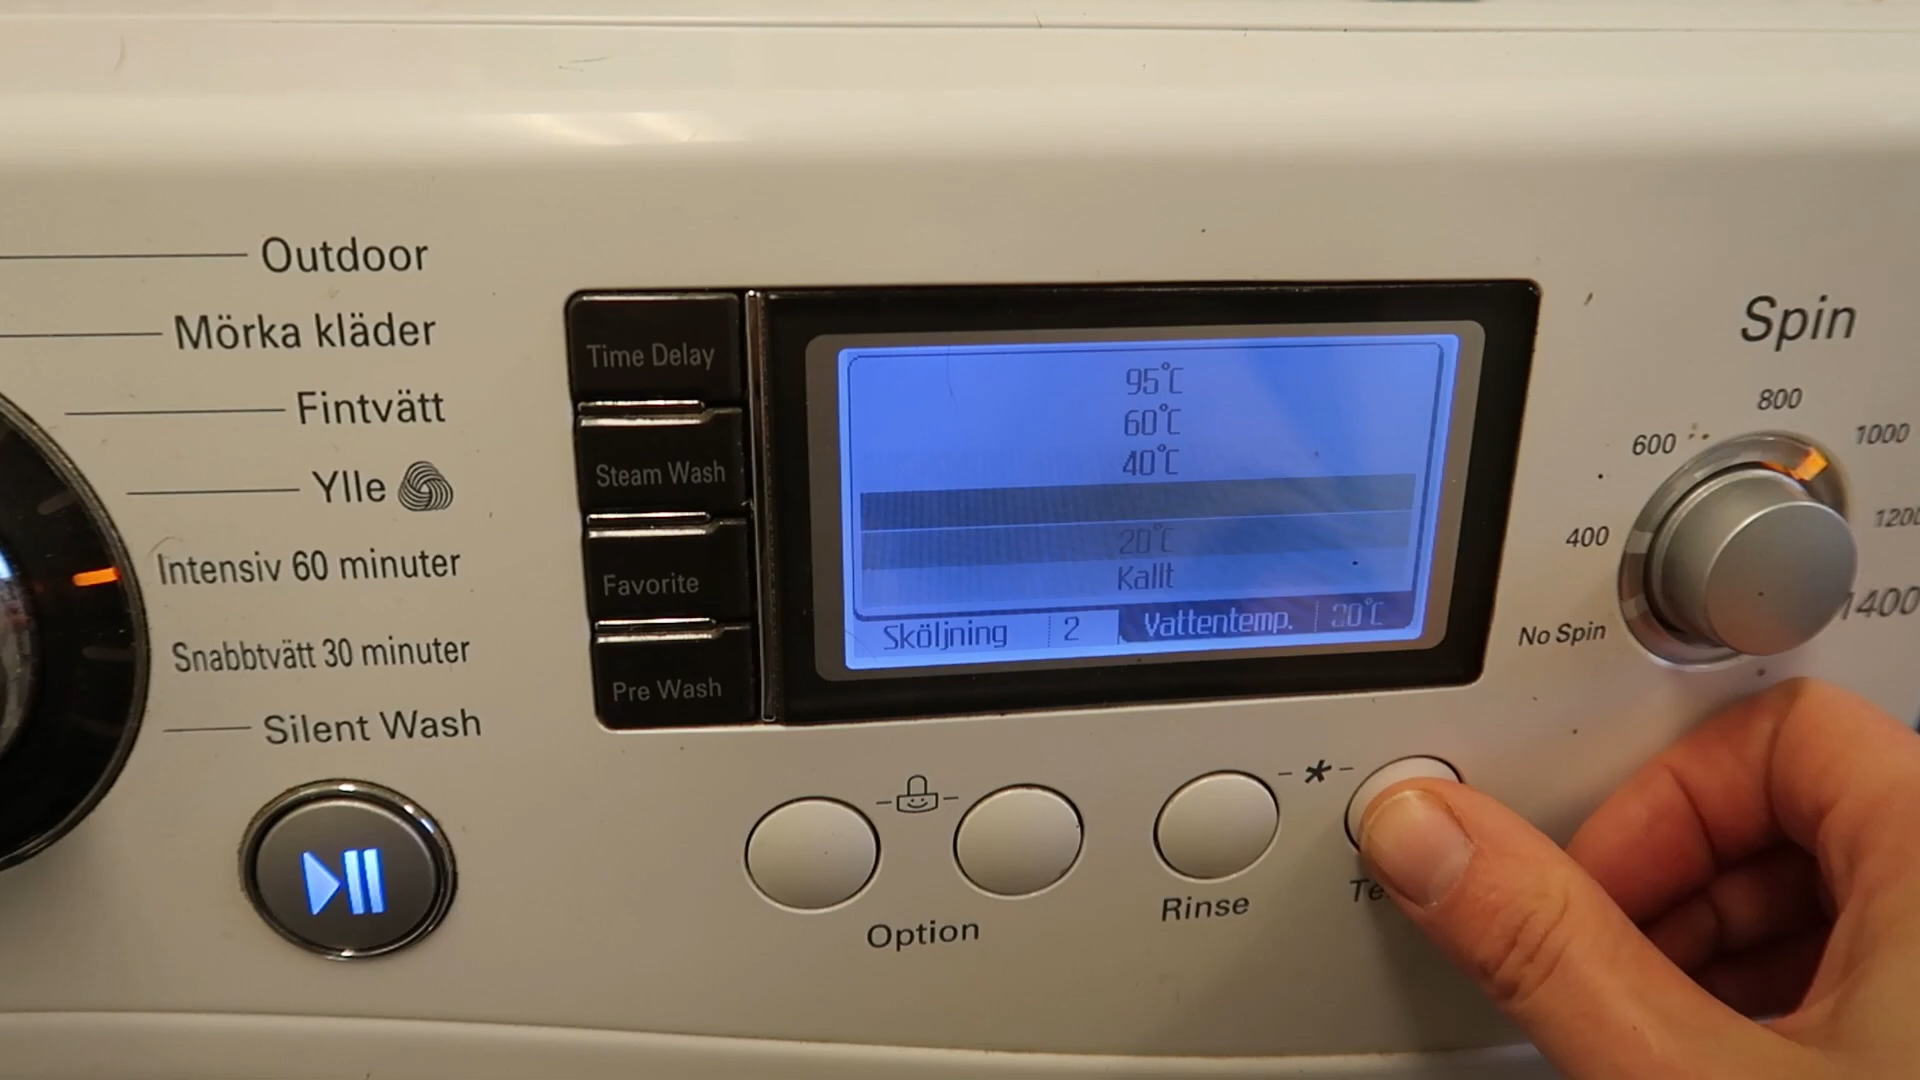 Outdoor
Mörka kläder
Fintvätt
Ylle
Intensiv 60 minuter
Snabbtvätt 30 minuter
Silent Wash
Time Delay
Steam Wash
Favorite
Pre Wash
95°C
60°C
40°C
20°C
Kallt
Sköljning 2 Vattentemp. 20°C
Option
Rinse
Spin
No Spin
400
600
800
1000
1200
1400